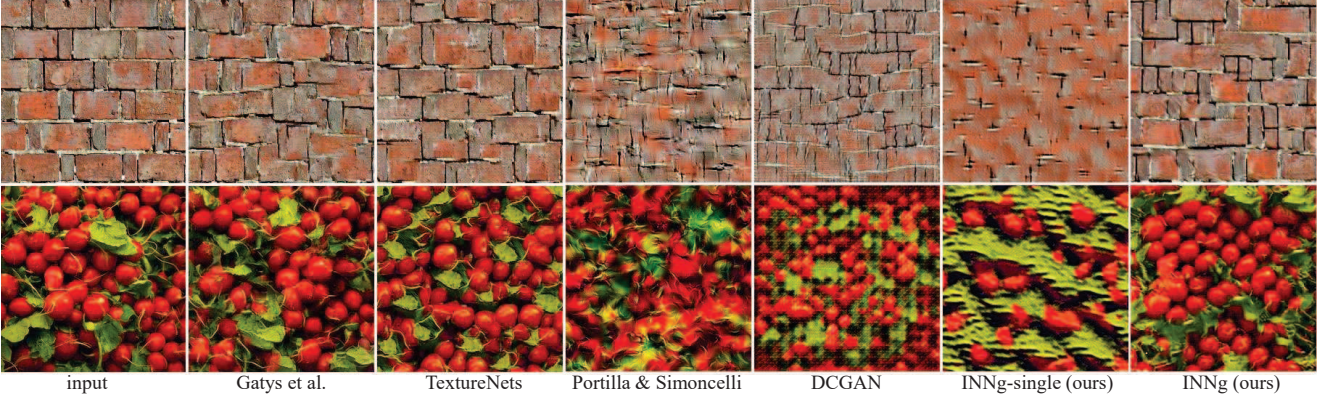 input
Gatys et al.
TextureNets
Portilla & Simoncelli
DCGAN
INNg-single (ours)
INNg (ours)